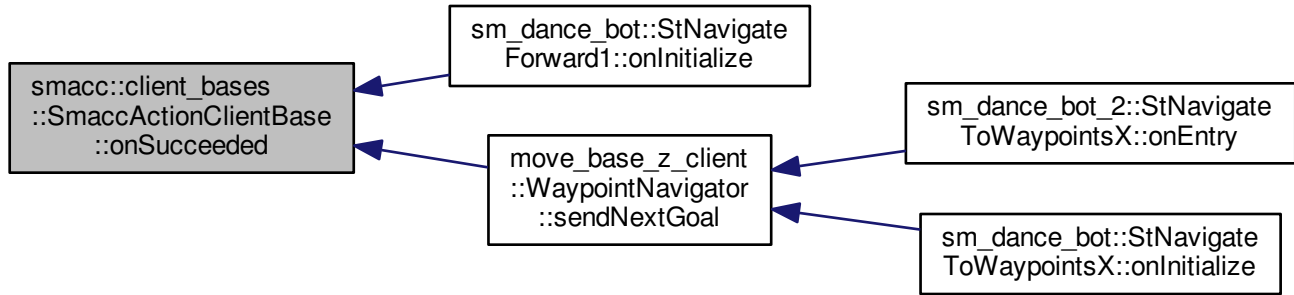 smacc::client_bases
::SmaccActionClientBase
::onSucceeded
sm_dance_bot::StNavigate
Forward1::onInitialize
move_base_z_client
::WaypointNavigator
::sendNextGoal
sm_dance_bot_2::StNavigate
ToWaypointsX::onEntry
sm_dance_bot::StNavigate
ToWaypointsX::onInitialize